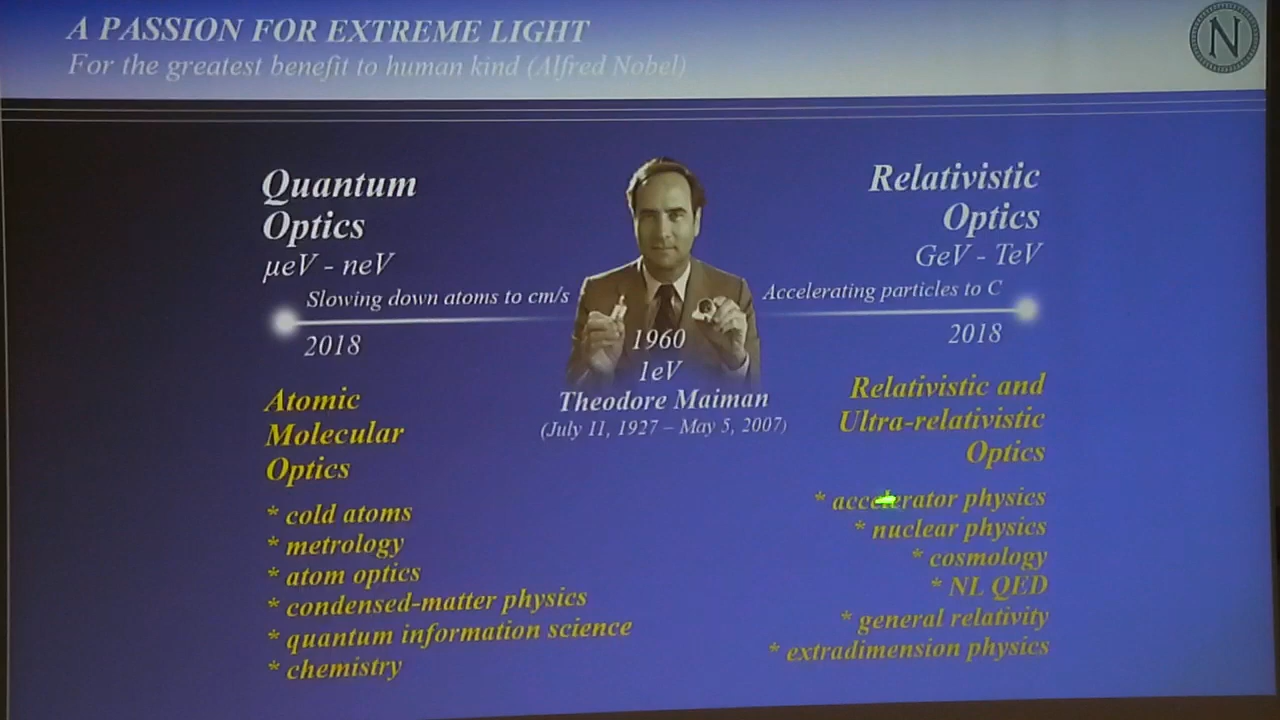 A PASSION FOR EXTREME LIGHT
For the greatest benefit to human kind (Alfred Nobel)
N
Quantum
Optics
μeV - neV
Slowing down atoms to cm/s
2018
Atomic
Molecular
Optics
* cold atoms
* metrology
* atom optics
* condensed-matter physics
* quantum information science
* chemistry
1960
1eV
Theodore Maiman
(July 11, 1927 – May 5, 2007)
Relativistic
Optics
GeV - TeV
Accelerating particles to C
2018
Relativistic and
Ultra-relativistic
Optics
* accelerator physics
* nuclear physics
* cosmology
* NL QED
* general relativity
* extradimension physics